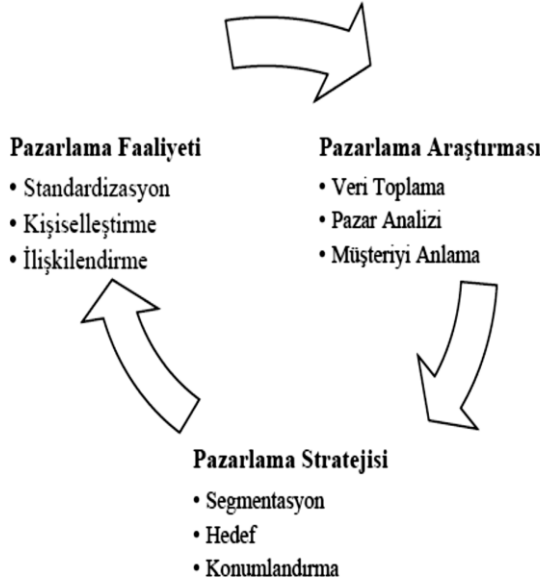 Pazarlama Faaliyeti
• Standardizasyon
• Kişiselleştirme
• İlişkilendirme
Pazarlama Araştırması
• Veri Toplama
• Pazar Analizi
• Müşteriyi Anlama
Pazarlama Stratejisi
• Segmentasyon
• Hedef
• Konumlandırma